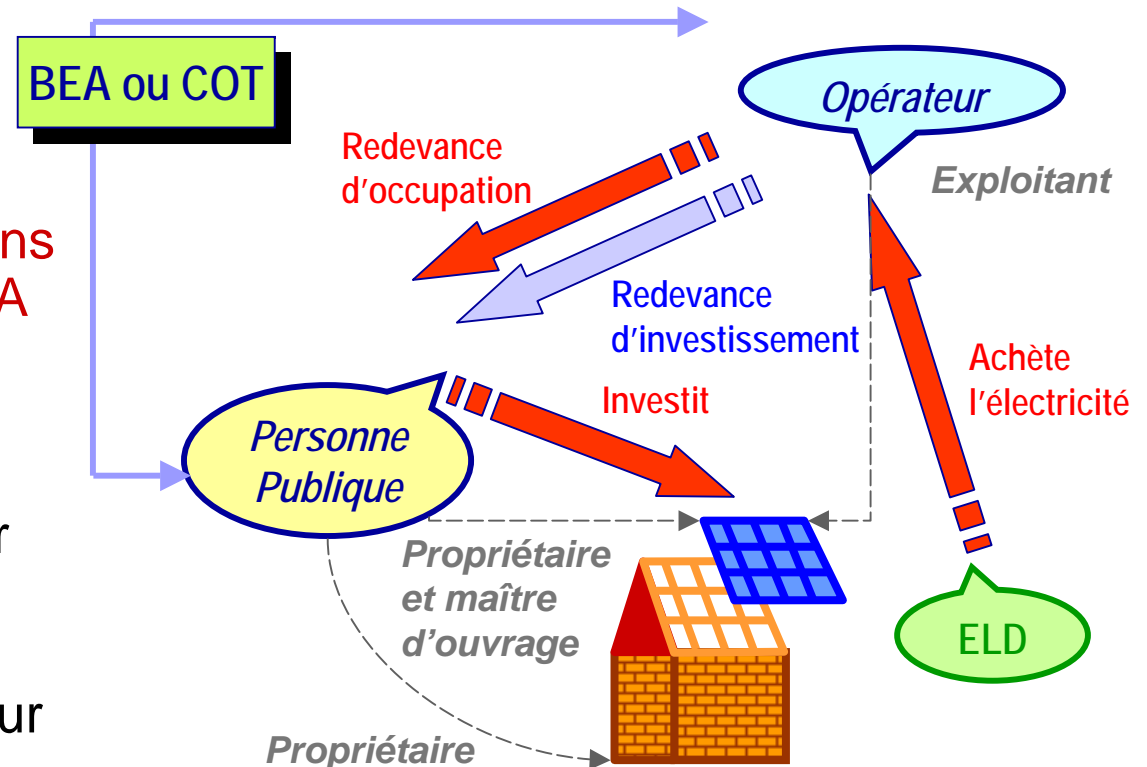 BEA ou COT
Opérateur
Redevance
d’occupation
Exploitant
ns
A
Redevance
d’investissement
Achète
l’électricité
Investit
Personne
Publique
r
Propriétaire
et maître
d’ouvrage
ELD
ur
Propriétaire